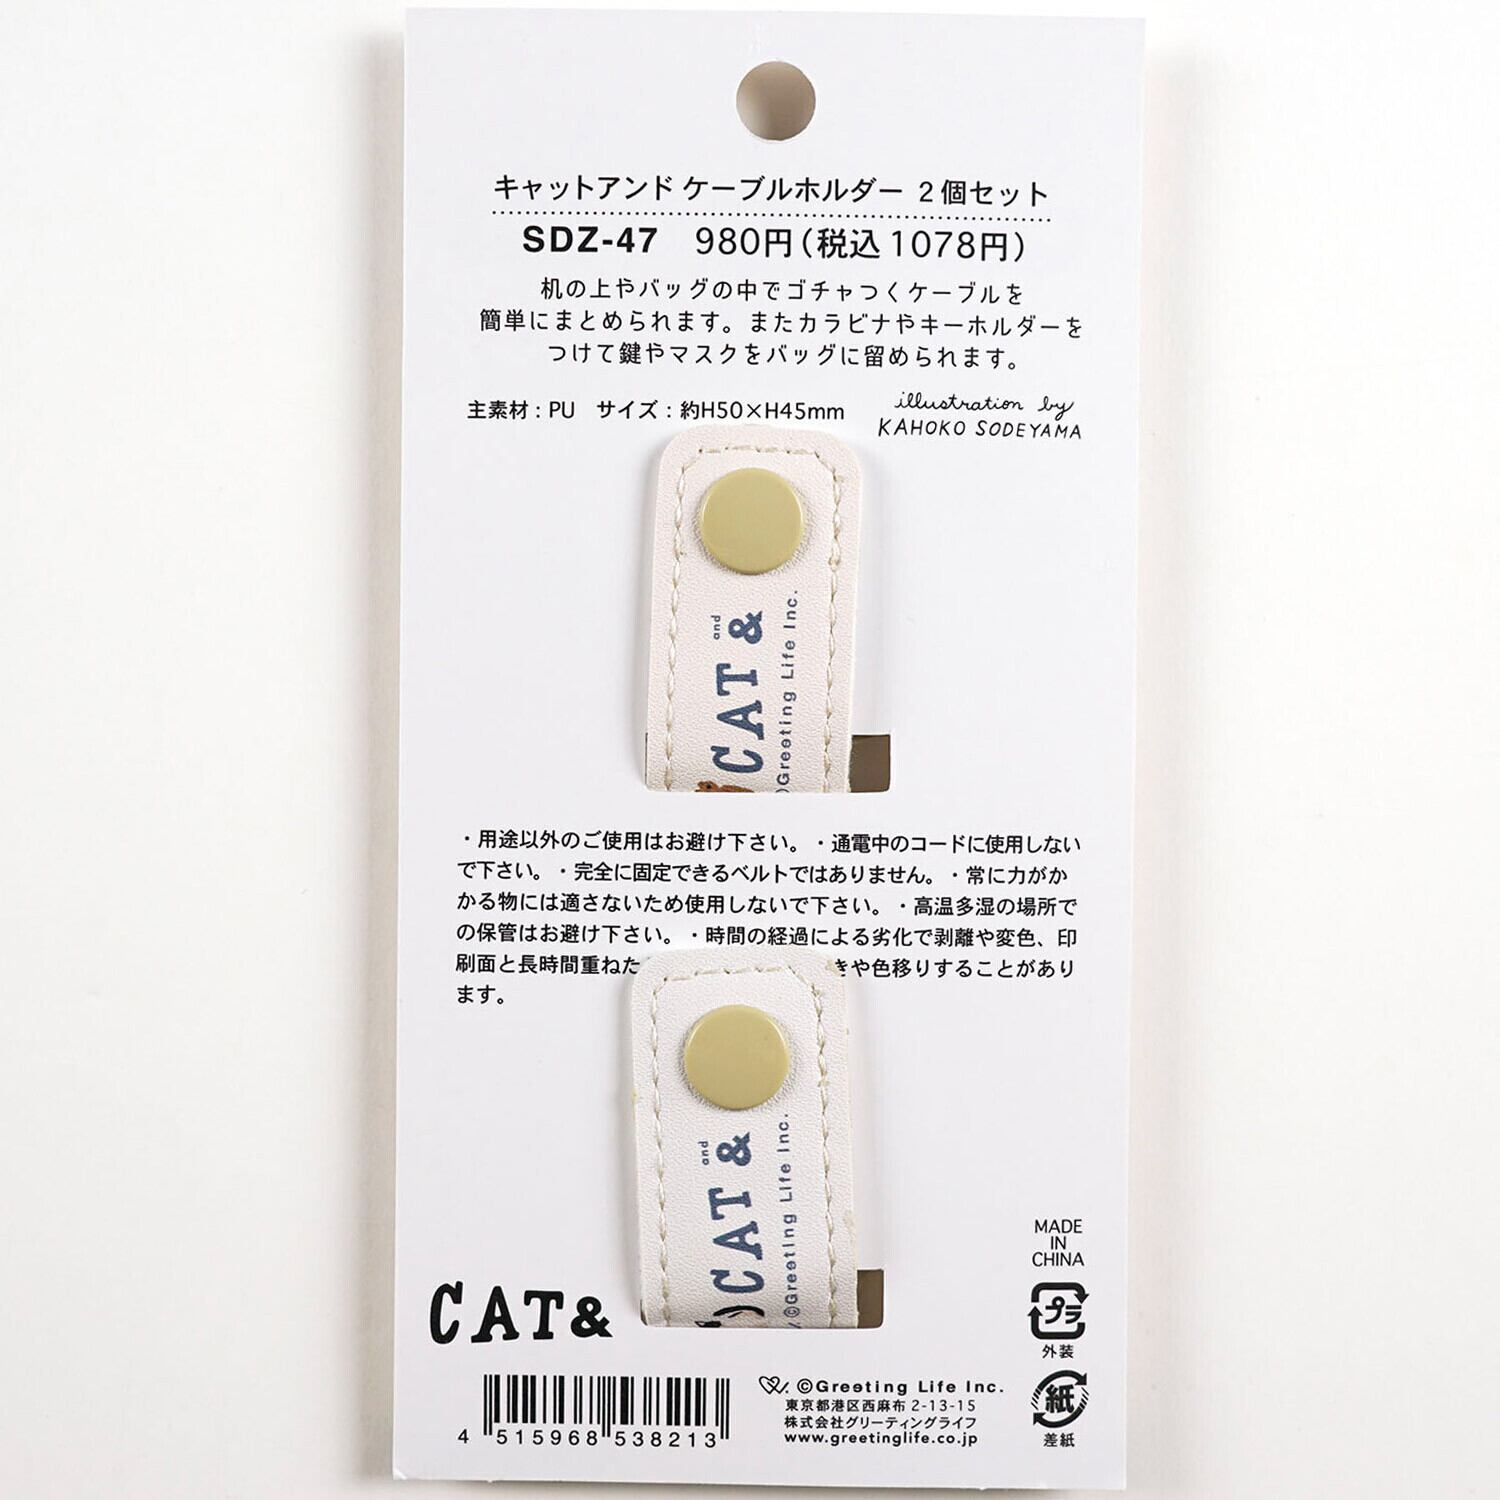 キャットアンド ケーブルホルダー 2個セット
SDZ-47 980円(税込1078円)
机の上やバッグの中でゴチャつくケーブルを
簡単にまとめられます。またカラビナやキーホルダーを
つけて鍵やマスクをバッグに留められます。
主素材:PU サイズ:約H50×H45mm
illustration by
KAHOKO SODEYAMA
and
CAT &
©Greeting Life Inc.
・用途以外のご使用はお避け下さい。・通電中のコードに使用しない
で下さい。・完全に固定できるベルトではありません。・常に力がか
かる物には適さないため使用しないで下さい。・高温多湿の場所で
の保管はお避け下さい。・時間の経過による劣化で剥離や変色、印
刷面と長時間重ねた きや色移りすることがあり
ます。
and
CAT &
©Greeting Life Inc.
MADE
IN
CHINA
プラ
外装
紙
差紙
CAT&
4 515968 538213
©Greeting Life Inc.
東京都港区西麻布 2-13-15
株式会社グリーティングライフ
www.greetinglife.co.jp